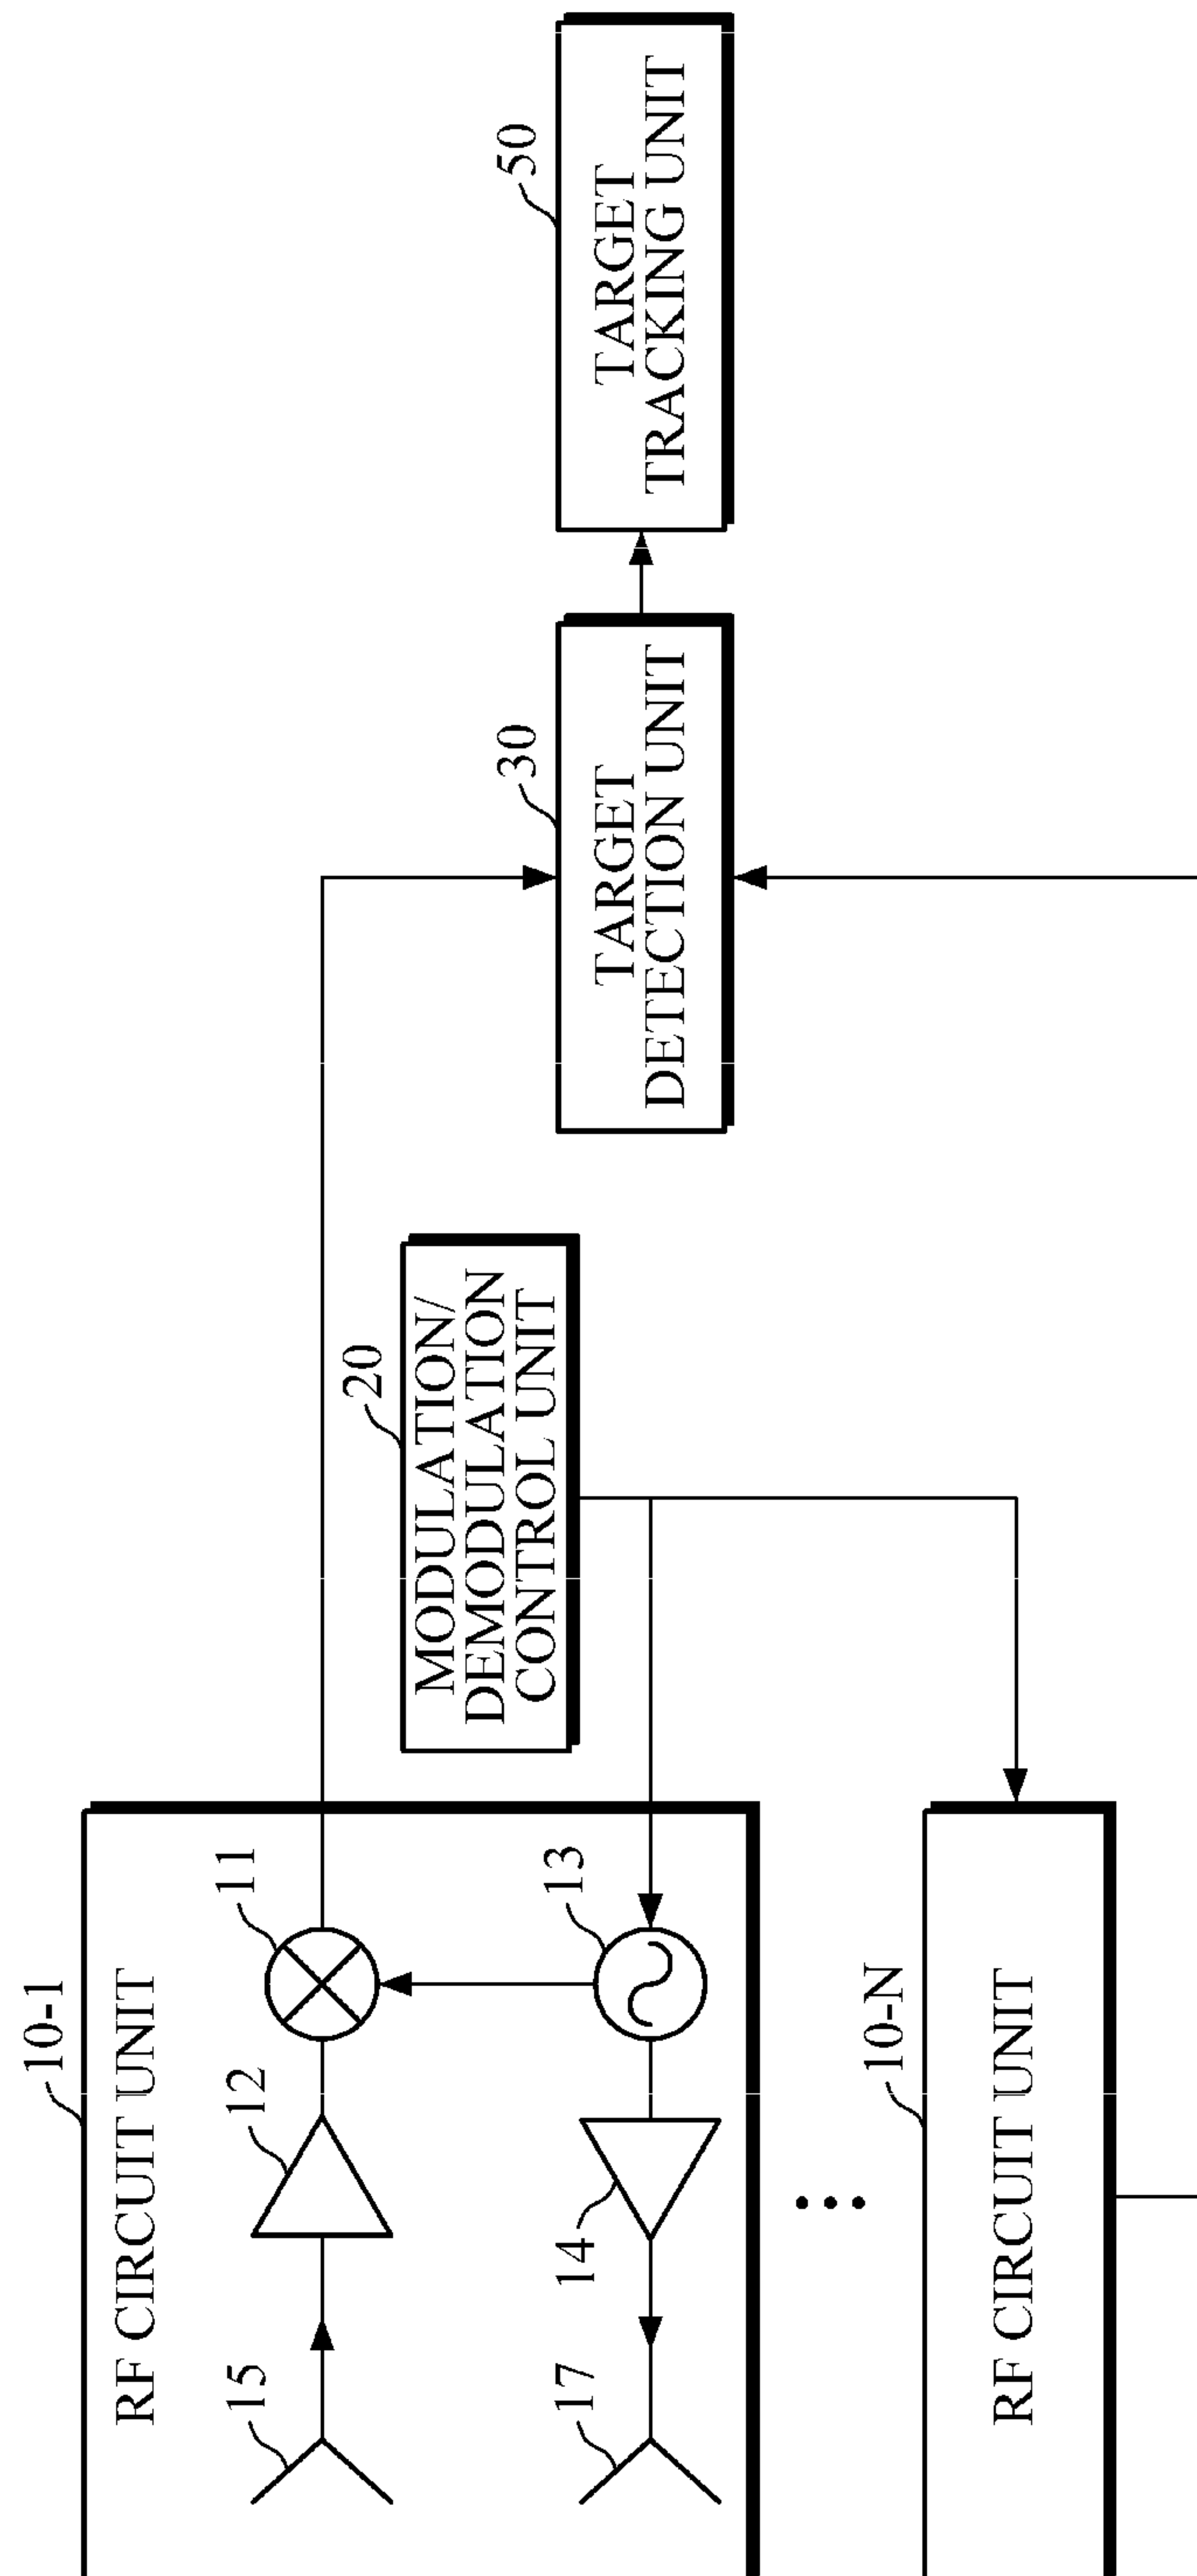 10-1
RF CIRCUIT UNIT
15
12
11
17
14
13
10-N
RF CIRCUIT UNIT
20
MODULATION/
DEMODULATION
CONTROL UNIT
30
TARGET
DETECTION UNIT
50
TARGET
TRACKING UNIT